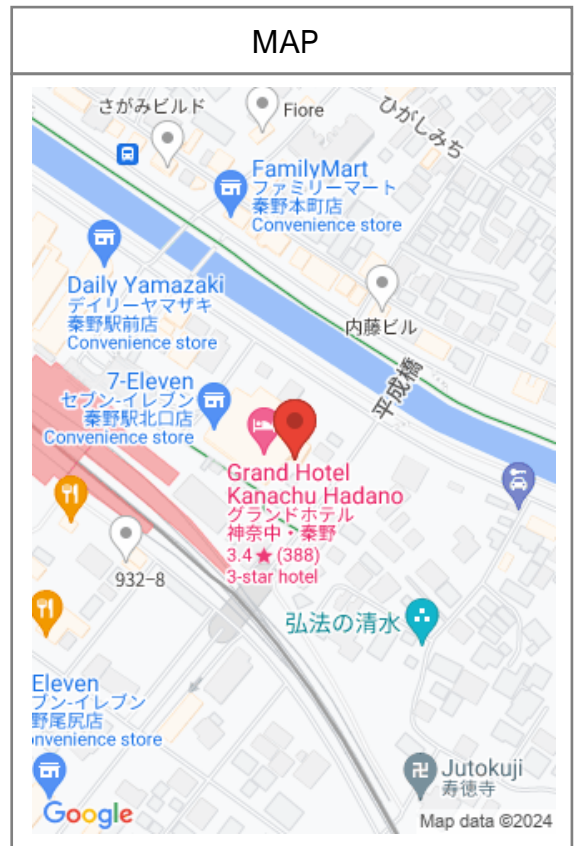 MAP
さがみビルド
Fiore
ひがしみち
FamilyMart
ファミリーマート
秦野本町店
Convenience store
Daily Yamazaki
デイリーヤマザキ
秦野駅前店
Convenience store
内藤ビル
平成橋
7-Eleven
セブン-イレブン
秦野駅北口店
Convenience store
Grand Hotel
Kanachu Hadano
グランドホテル
神奈中・秦野
3.4★(388)
3-star hotel
932-8
弘法の清水
Eleven
ブン-イレブン
野尾尻店
onvenience store
Jutokuji
寿徳寺
Google
Map data ©2024